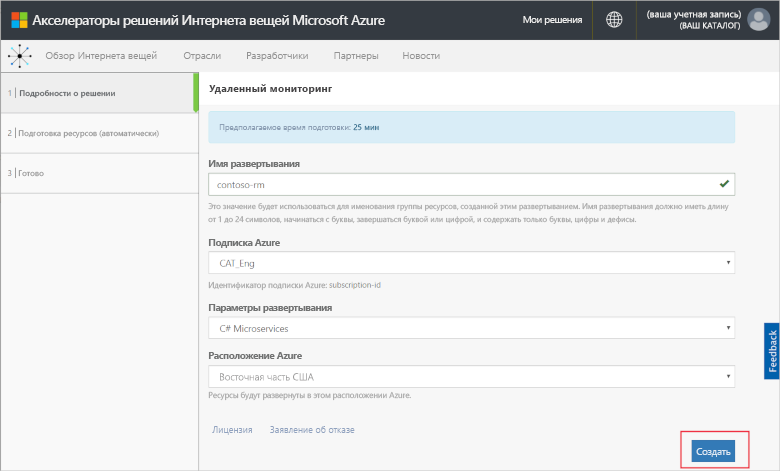 Акселераторы решений Интернета вещей Microsoft Azure
Мои решения
(ваша учетная запись)
(ВАШ КАТАЛОГ)
Обзор Интернета вещей
Отрасли
Разработчики
Партнеры
Новости
1 Подробности о решении
2 Подготовка ресурсов (автоматически)
3 Готово
Удаленный мониторинг
Предполагаемое время подготовки: 25 мин
Имя развертывания
contoso-rm
Это значение будет использоваться для именования группы ресурсов, созданной этим развертыванием. Имя развертывания должно иметь длину
от 1 до 24 символов, начинаться с буквы, завершаться буквой или цифрой, и содержать только буквы, цифры и дефисы.
Подписка Azure
CAT_Eng
Идентификатор подписки Azure: subscription-id
Параметры развертывания
C# Microservices
Расположение Azure
Восточная часть США
Ресурсы будут развернуты в этом расположении Azure.
Лицензия
Заявление об отказе
Создать
Feedback